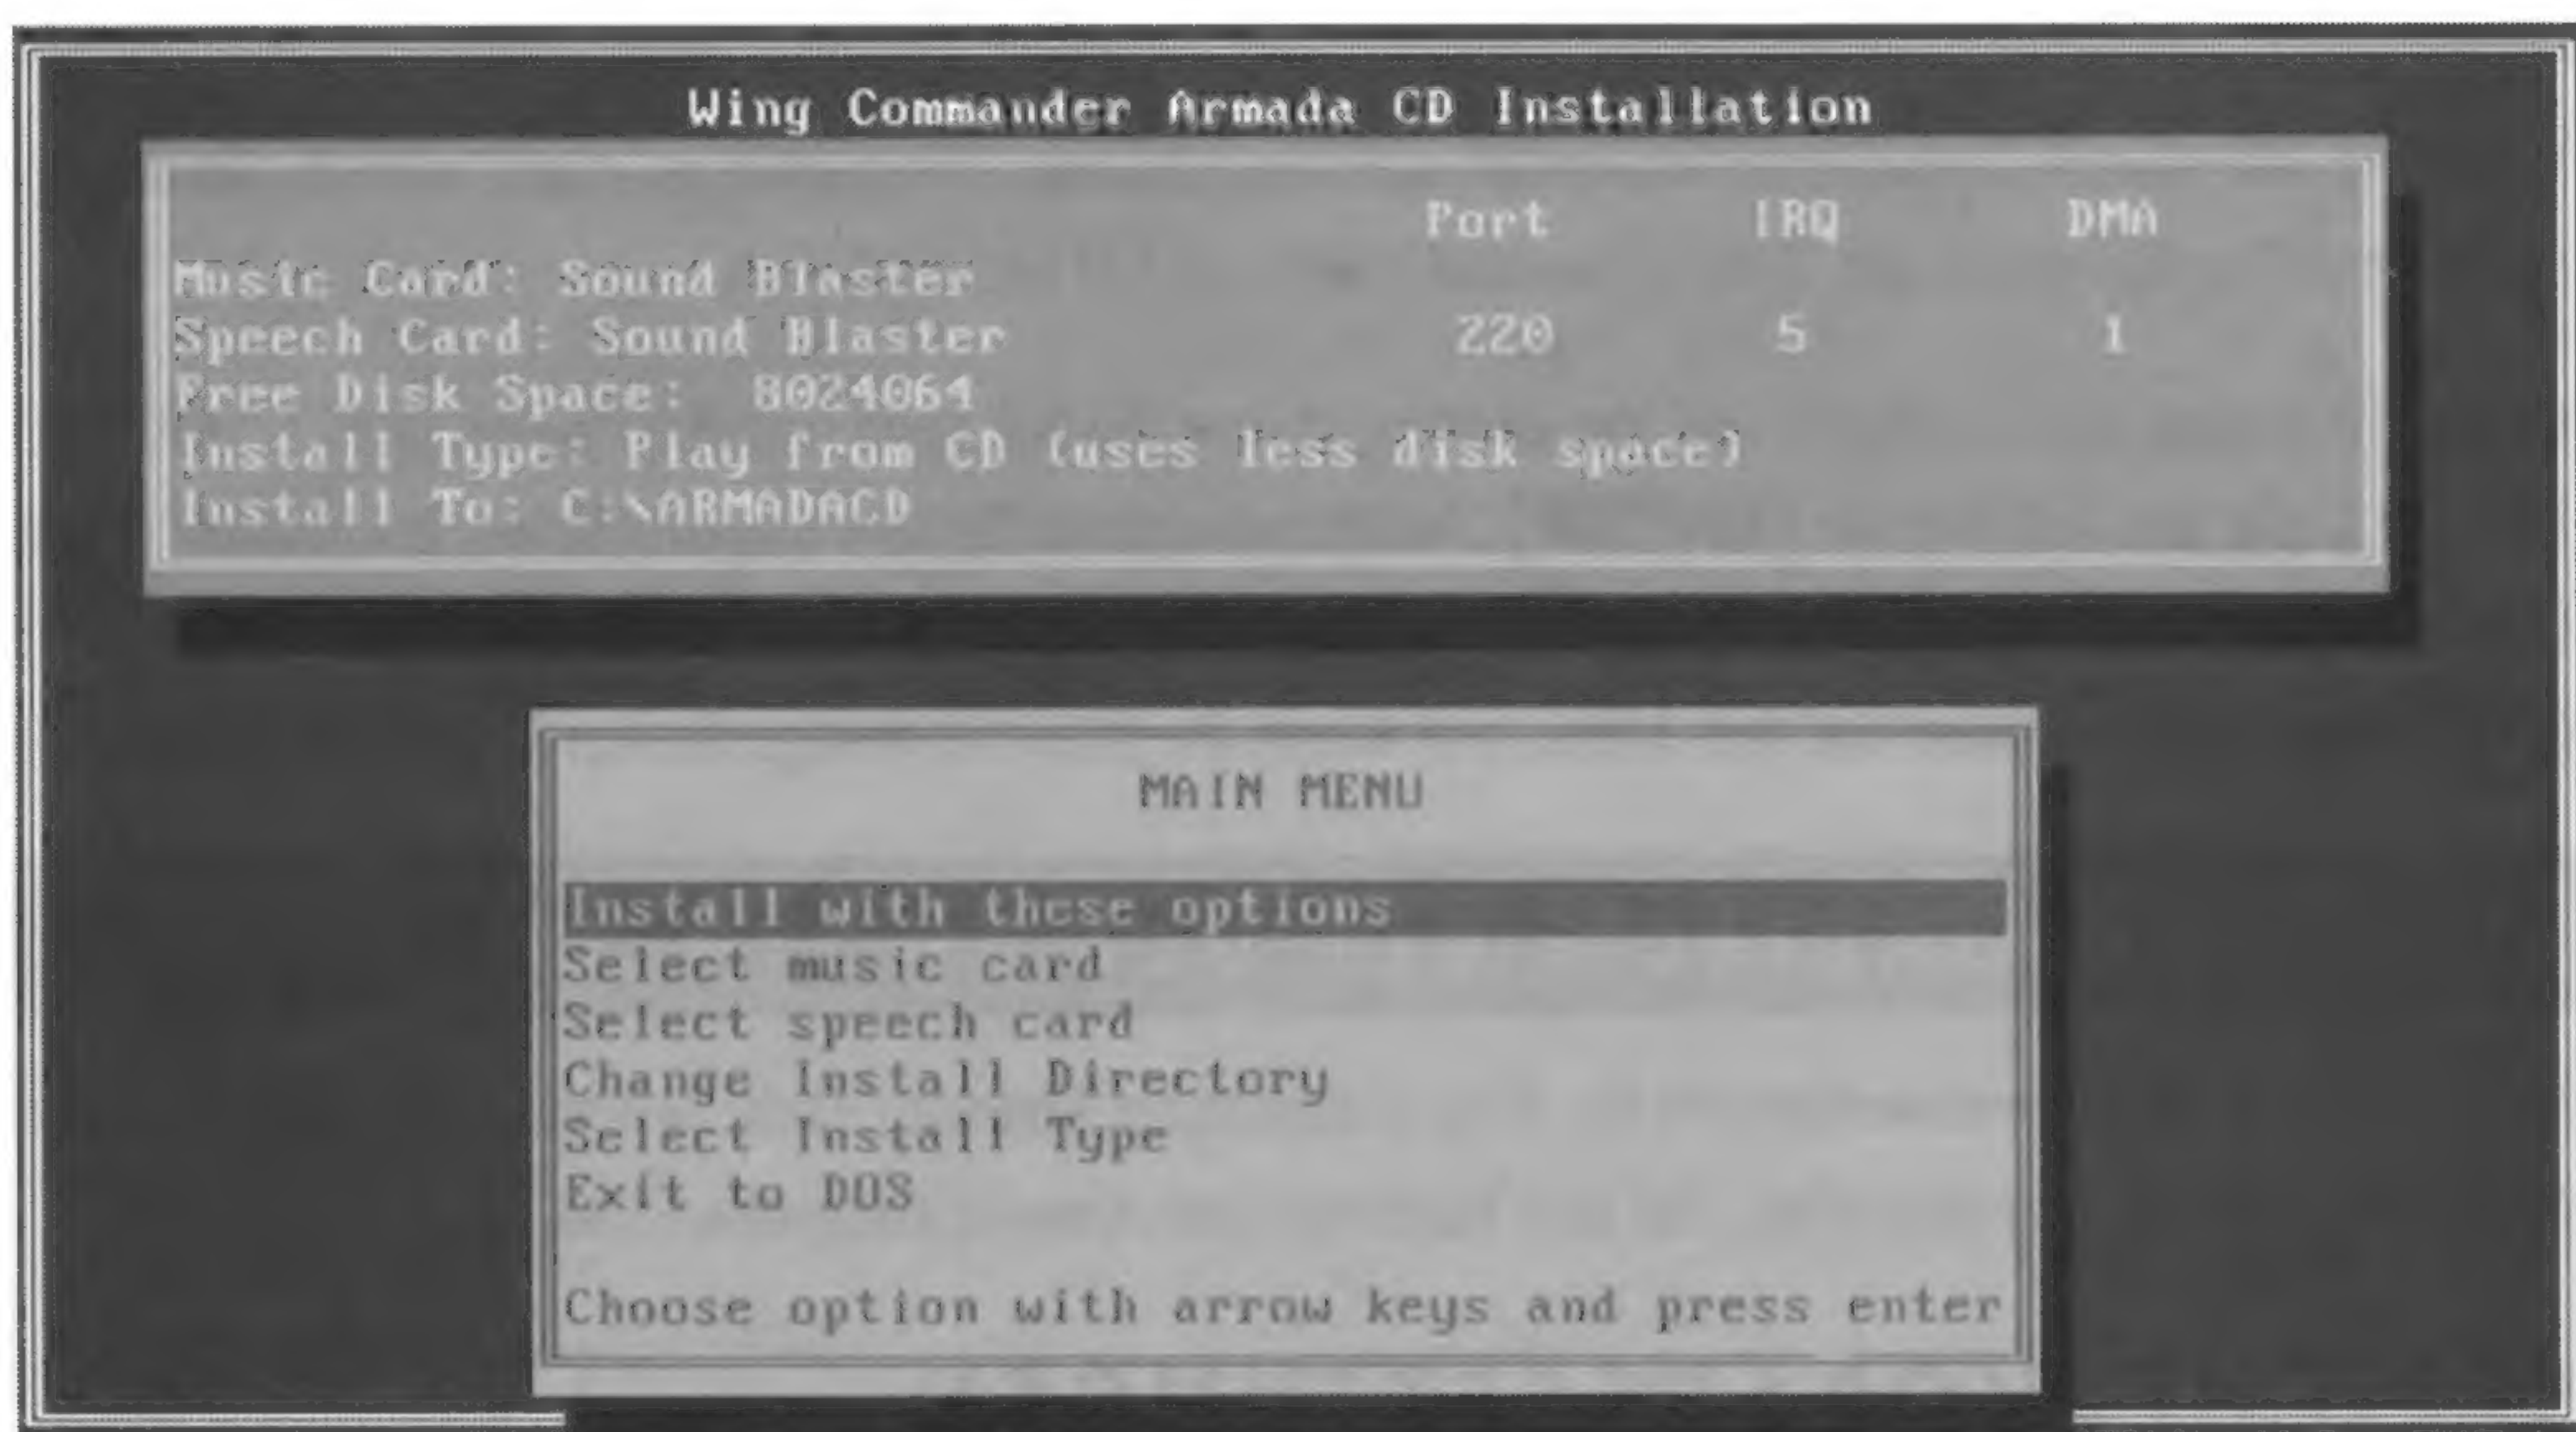 Wing Commander Armada CD Installation
Port IRQ DMA
Music Card: Sound Blaster
Speech Card: Sound Blaster 220 5 1
Free Disk Space: 8024064
Install Type: Play from CD (uses less disk space)
Install To: C:\ARMADACD
MAIN MENU
Install with these options
Select music card
Select speech card
Change Install Directory
Select Install Type
Exit to DOS
Choose option with arrow keys and press enter